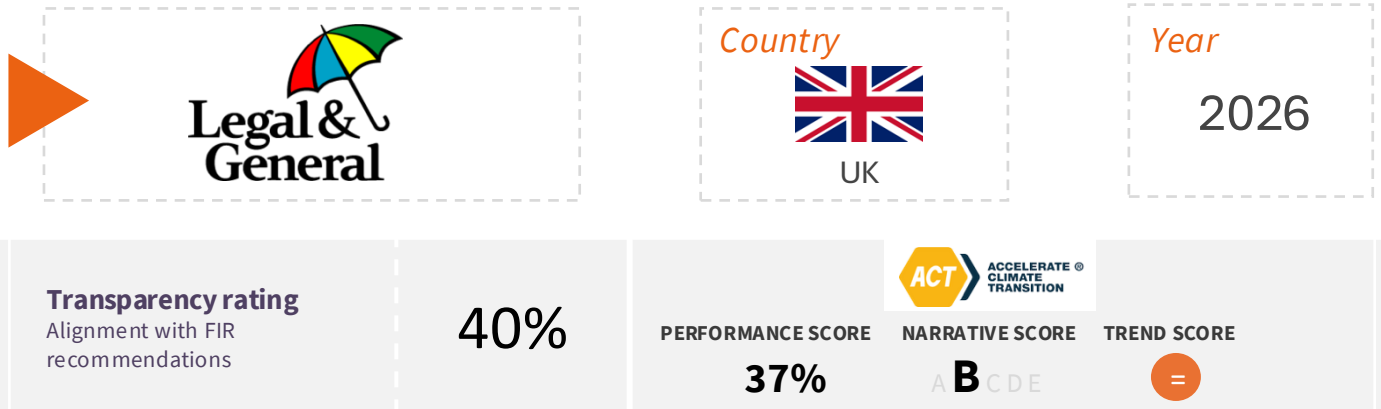 Legal &
General
Country
UK
Year
2026
Transparency rating
Alignment with FIR
recommendations
40%
ACT
ACCELERATE ®
CLIMATE
TRANSITION
PERFORMANCE SCORE
NARRATIVE SCORE
TREND SCORE
37%
A B C D E
=